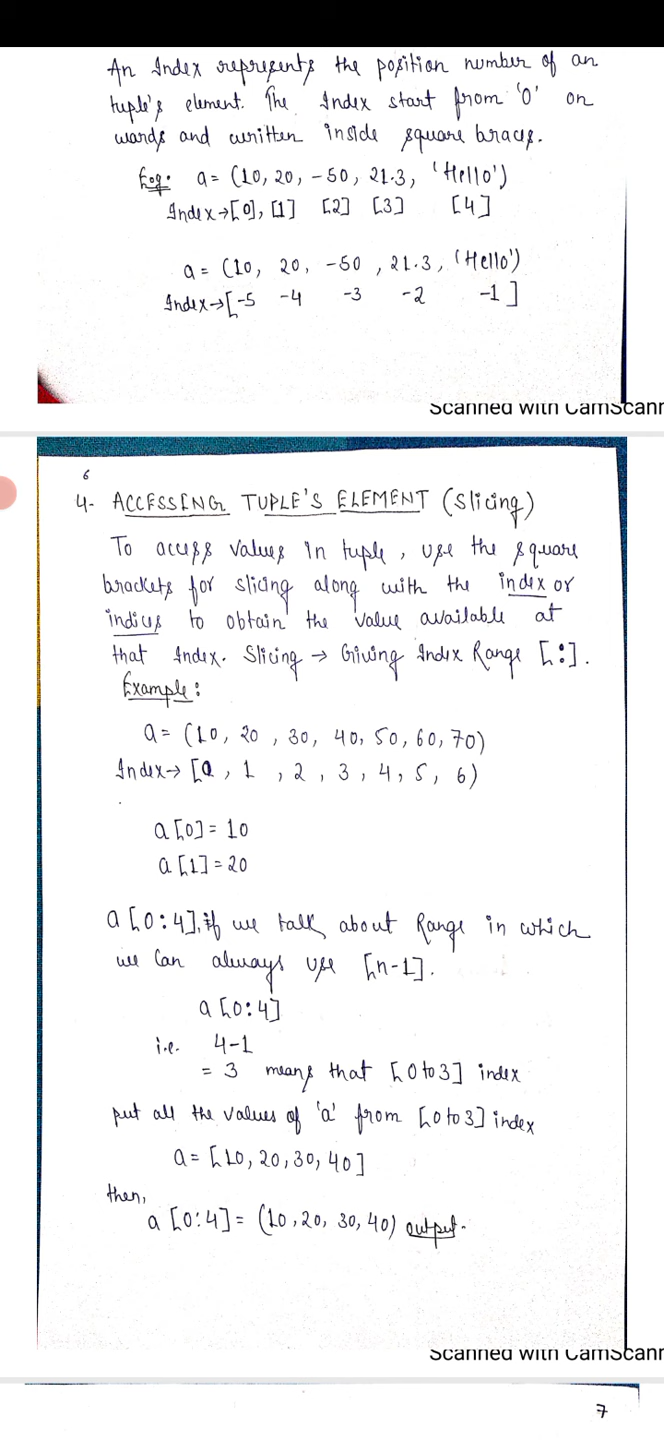 An Index represents the position number of an
tuple's element. The Index start from '0' on
wards and written inside square braces.
Eog: a = (10, 20, -50, 21.3, 'Hello')
Index→[0], [1] [2] [3] [4]
a = (10, 20, -50, 21.3, 'Hello')
Index→[-5 -4 -3 -2 -1]
Scanned with CamScann
6
4- ACCESSING TUPLE'S ELEMENT (Slicing)
To access values in tuple, use the square
brackets for slicing along with the index or
indices to obtain the value available at
that Index. Slicing → Giving Index Range [:].
Example:
a = (10, 20, 30, 40, 50, 60, 70)
Index→ [0, 1, 2, 3, 4, 5, 6)
a[0] = 10
a[1] = 20
a[0:4], if we talk about Range in which
we can always use [n-1].
a[0:4]
i.e. 4-1
= 3 means that [0 to 3] index
put all the values of 'a' from [0 to 3] index
a = [10, 20, 30, 40]
then,
a [0:4] = (10, 20, 30, 40) output.
Scanned with CamScann
7